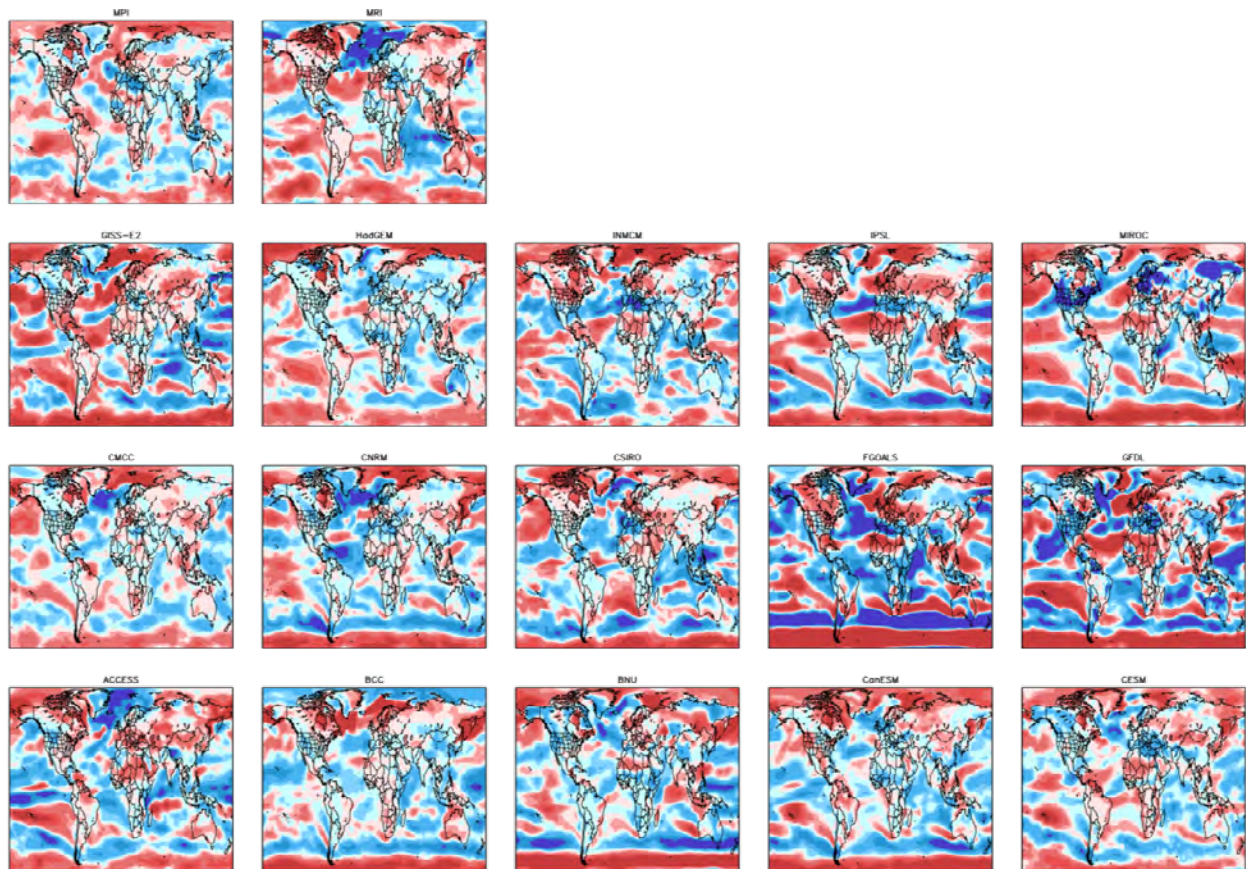 MPI
MRI
GISS-E2
HadGEM
INMCM
IPSL
MIROC
CMCC
CNRM
CSIRO
FGOALS
GFDL
ACCESS
BCC
BNU
CanESM
CESM